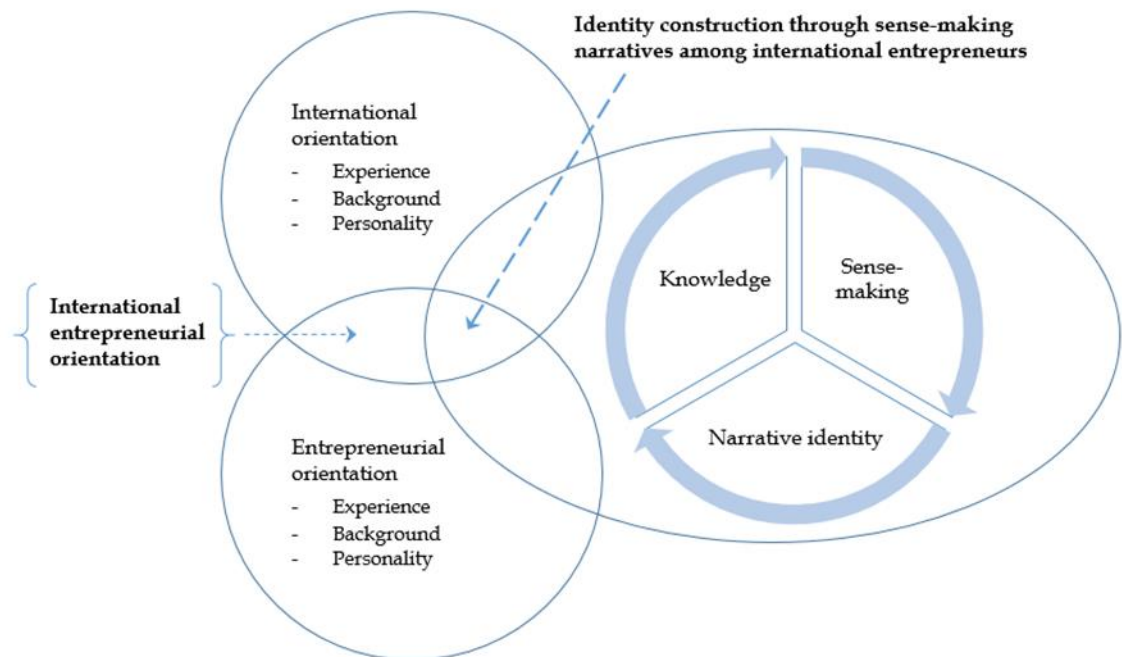 Identity construction through sense-making
narratives among international entrepreneurs
International
orientation
- Experience
- Background
- Personality
Knowledge
Sense-
making
International
entrepreneurial
orientation
Narrative identity
Entrepreneurial
orientation
- Experience
- Background
- Personality